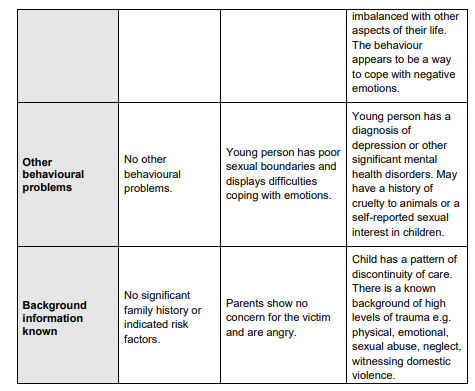 imbalanced with other
aspects of their life.
The behaviour
appears to be a way
to cope with negative
emotions.
Other
behavioural
problems
No other
behavioural
problems.
Young person has poor
sexual boundaries and
displays difficulties
coping with emotions.
Young person has a
diagnosis of
depression or other
significant mental
health disorders. May
have a history of
cruelty to animals or a
self-reported sexual
interest in children.
Background
information
known
No significant
family history or
indicated risk
factors.
Parents show no
concern for the victim
and are angry.
Child has a pattern of
discontinuity of care.
There is a known
background of high
levels of trauma e.g.
physical, emotional,
sexual abuse, neglect,
witnessing domestic
violence.